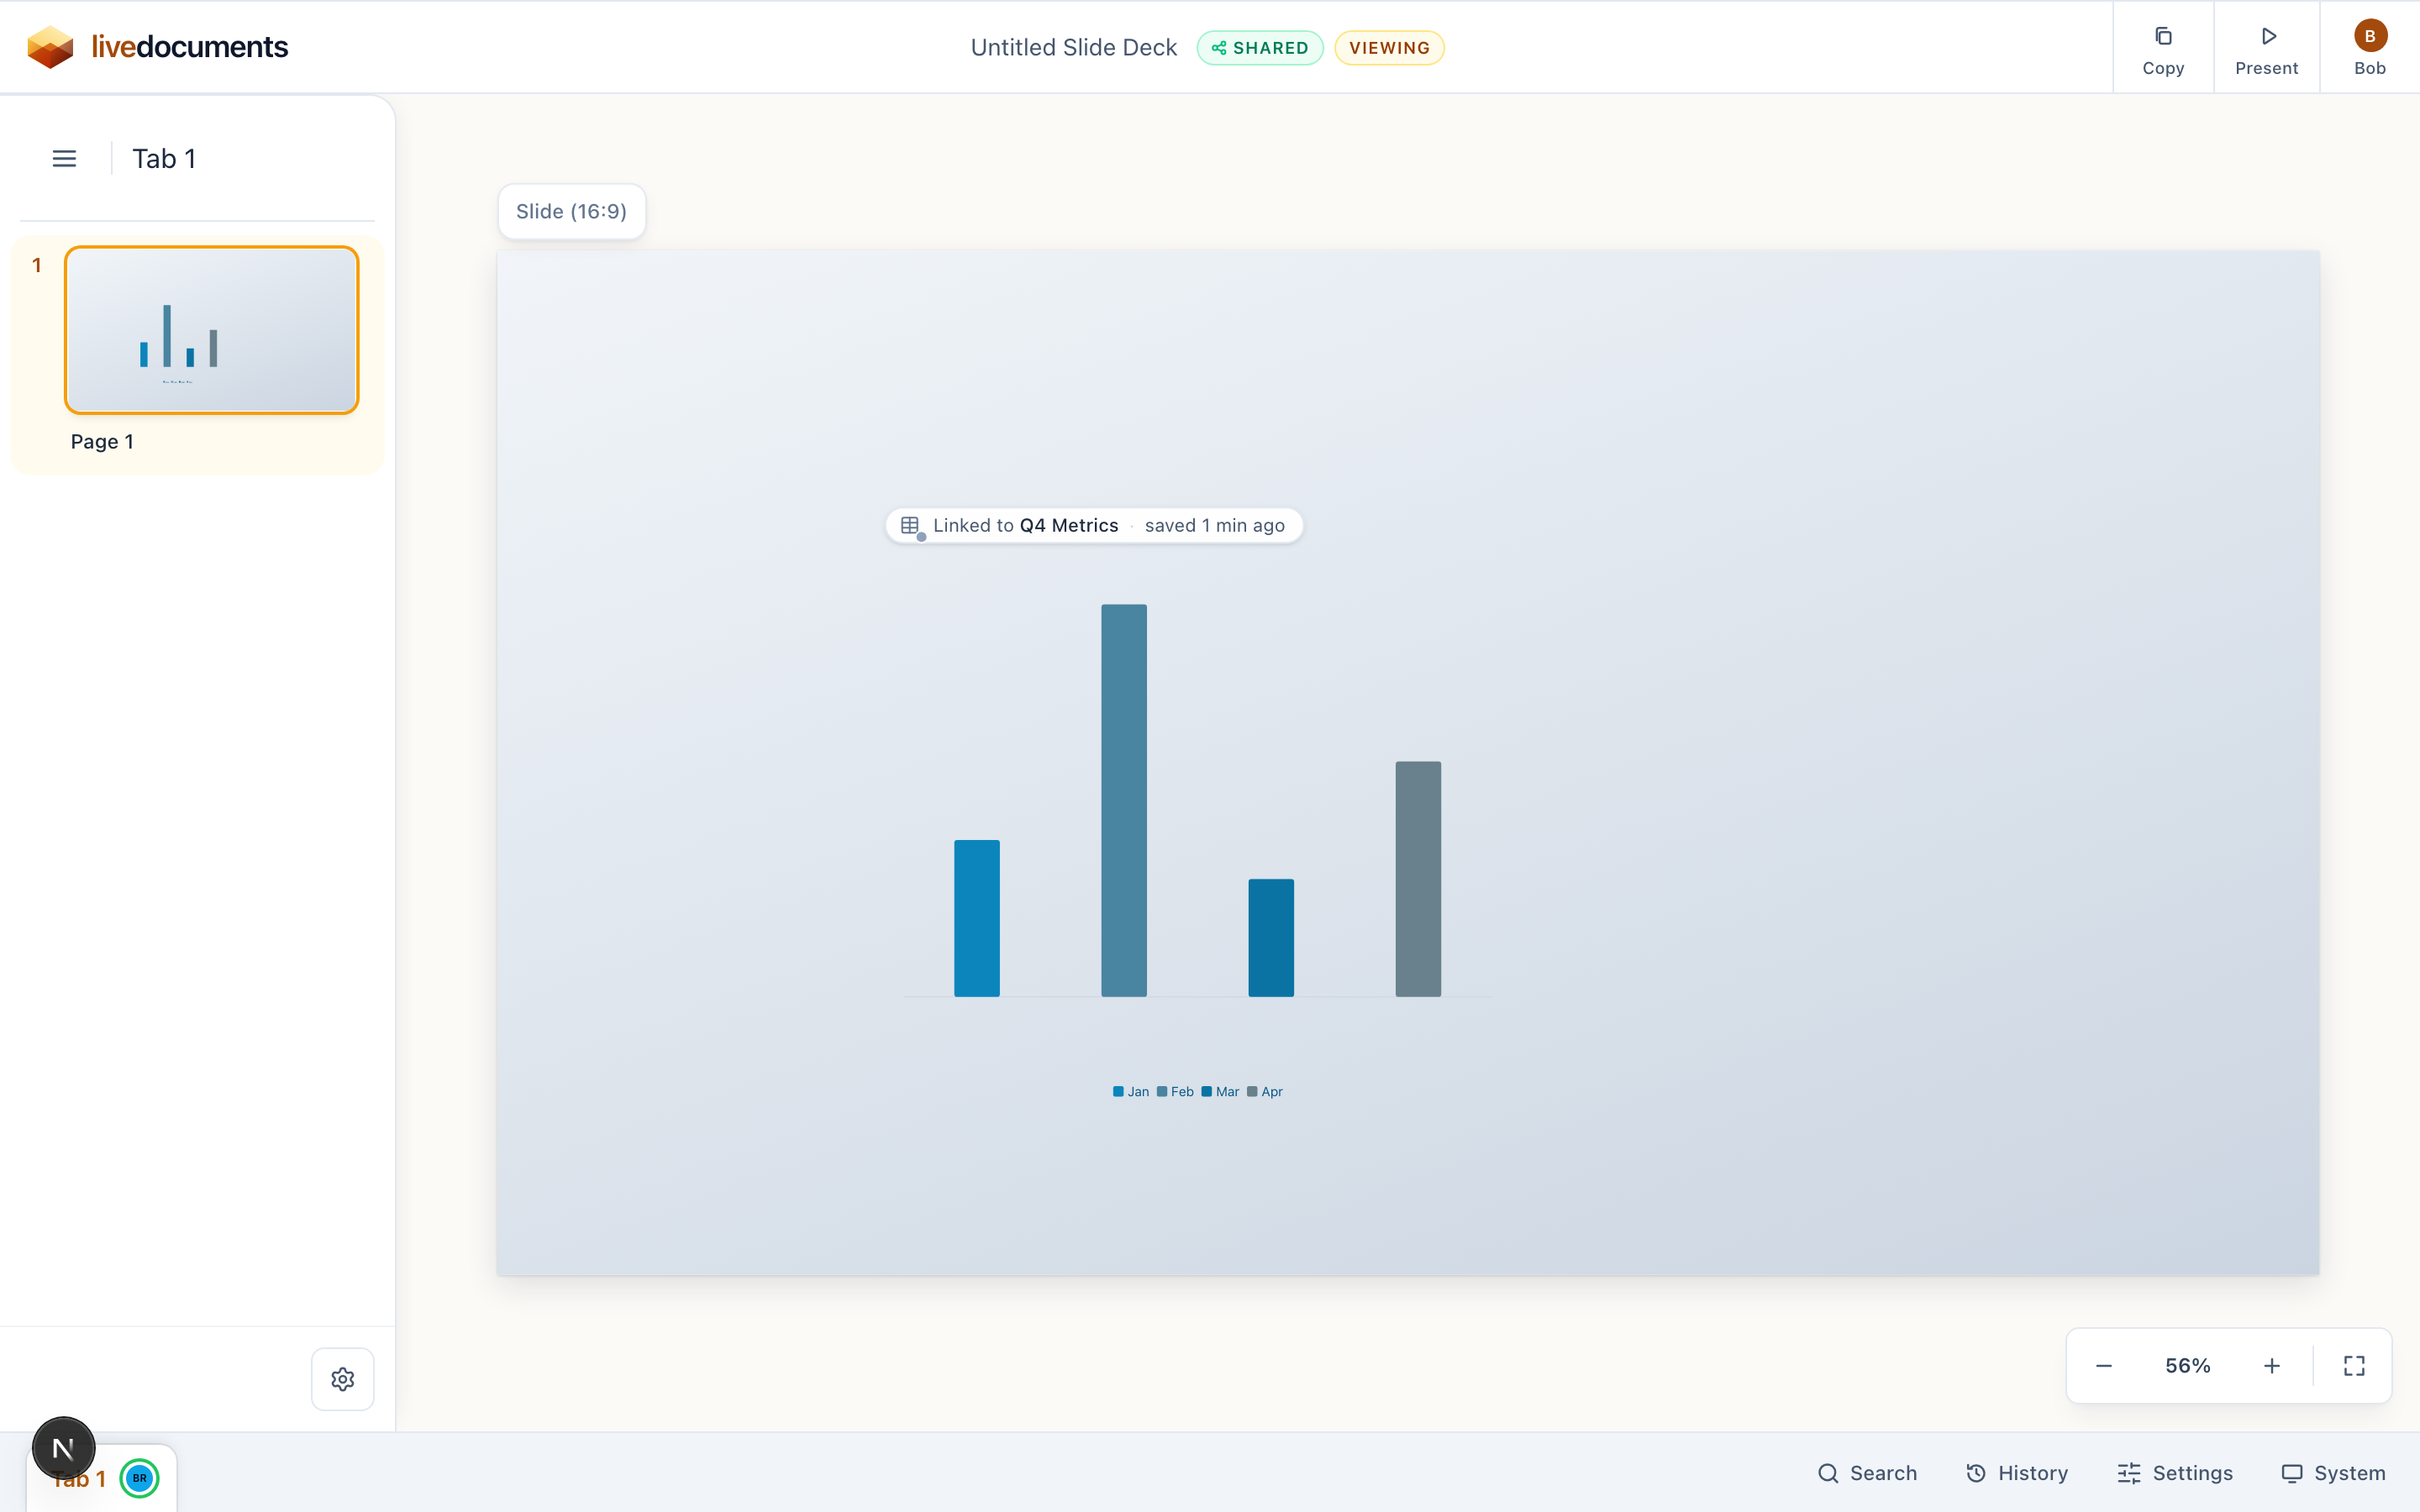 livedocuments
Untitled Slide Deck
SHARED
VIEWING
Copy
Present
B
Bob
Tab 1
Slide (16:9)
1
Page 1
Linked to Q4 Metrics · saved 1 min ago
Jan Feb Mar Apr
56%
N
Tab 1
BR
Search
History
Settings
System